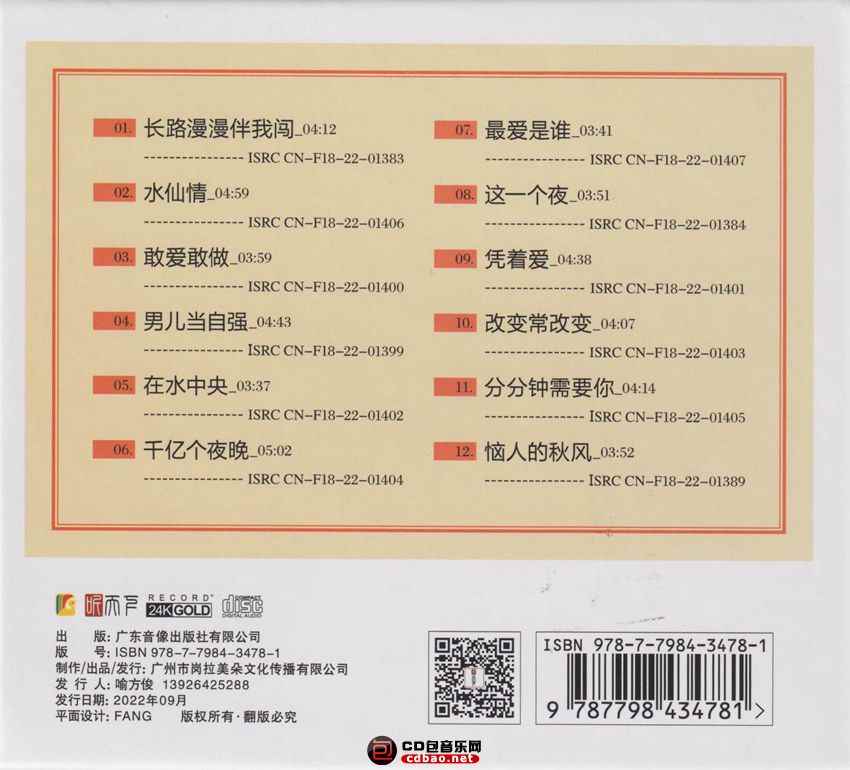 01. 长路漫漫伴我闯_04:12
---------------- ISRC CN-F18-22-01383
02. 水仙情_04:59
---------------- ISRC CN-F18-22-01406
03. 敢爱敢做_03:59
---------------- ISRC CN-F18-22-01400
04. 男儿当自强_04:43
---------------- ISRC CN-F18-22-01399
05. 在水中央_03:37
---------------- ISRC CN-F18-22-01402
06. 千亿个夜晚_05:02
---------------- ISRC CN-F18-22-01404
07. 最爱是谁_03:41
---------------- ISRC CN-F18-22-01407
08. 这一个夜_03:51
---------------- ISRC CN-F18-22-01384
09. 凭着爱_04:38
---------------- ISRC CN-F18-22-01401
10. 改变常改变_04:07
---------------- ISRC CN-F18-22-01403
11. 分分钟需要你_04:14
---------------- ISRC CN-F18-22-01405
12. 恼人的秋风_03:52
---------------- ISRC CN-F18-22-01389
RECORD
24K GOLD
COMPACT
disc
DIGITAL AUDIO
出 版: 广东音像出版社有限公司
版 号: ISBN 978-7-7984-3478-1
制作/出品/发行: 广州市岗拉美朵文化传播有限公司
发 行 人: 喻方俊 13926425288
发行日期: 2022年09月
平面设计: FANG 版权所有·翻版必究
ISBN 978-7-7984-3478-1
9 787798 434781 >
CD包音乐网
cdbao.net